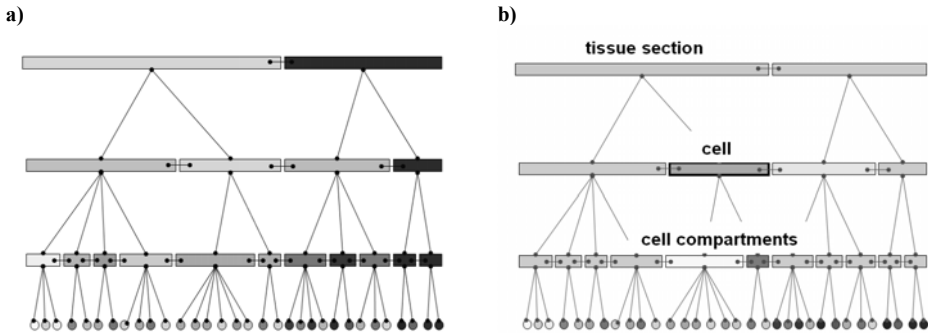 a)
b)
tissue section
cell
cell compartments